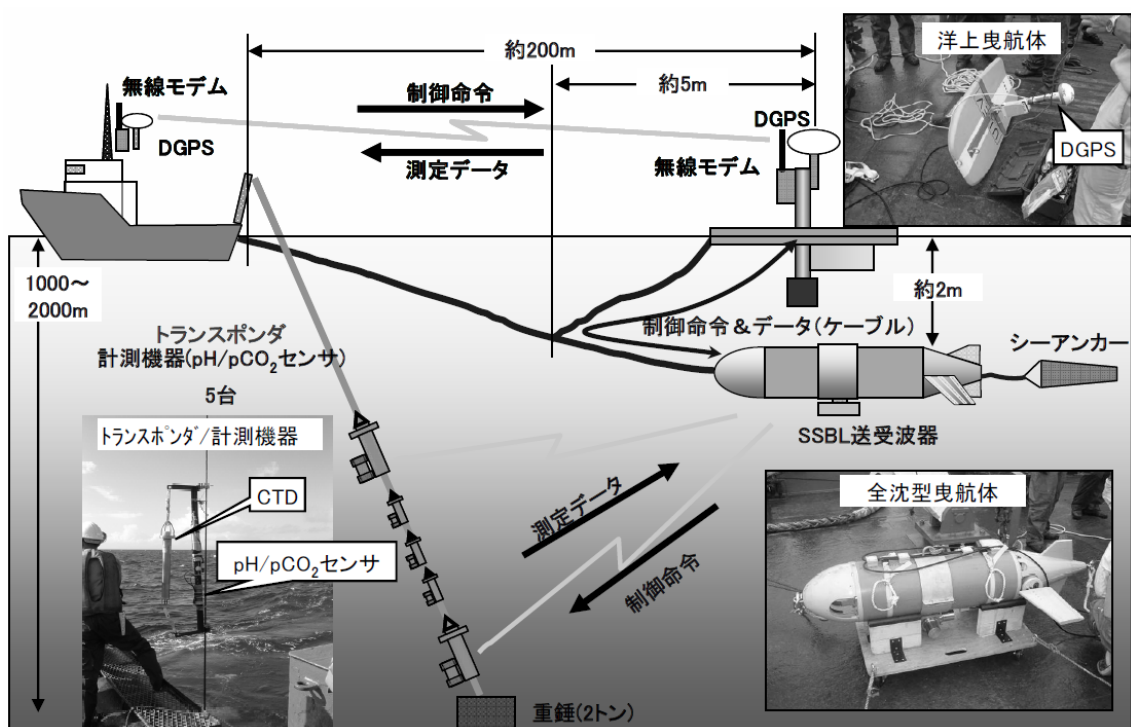 約200m
約5m
無線モデム
DGPS
制御命令
測定データ
DGPS
無線モデム
洋上曳航体
DGPS
1000～
2000m
約2m
トランスポンダ
計測機器(pH/pCO₂センサ)
5台
制御命令＆データ(ケーブル)
シーアンカー
SSBL送受波器
ﾄﾗﾝｽﾎﾟﾝﾀﾞ/計測機器
CTD
pH/pCO₂センサ
測定データ
制御命令
全沈型曳航体
重錘(2トン)